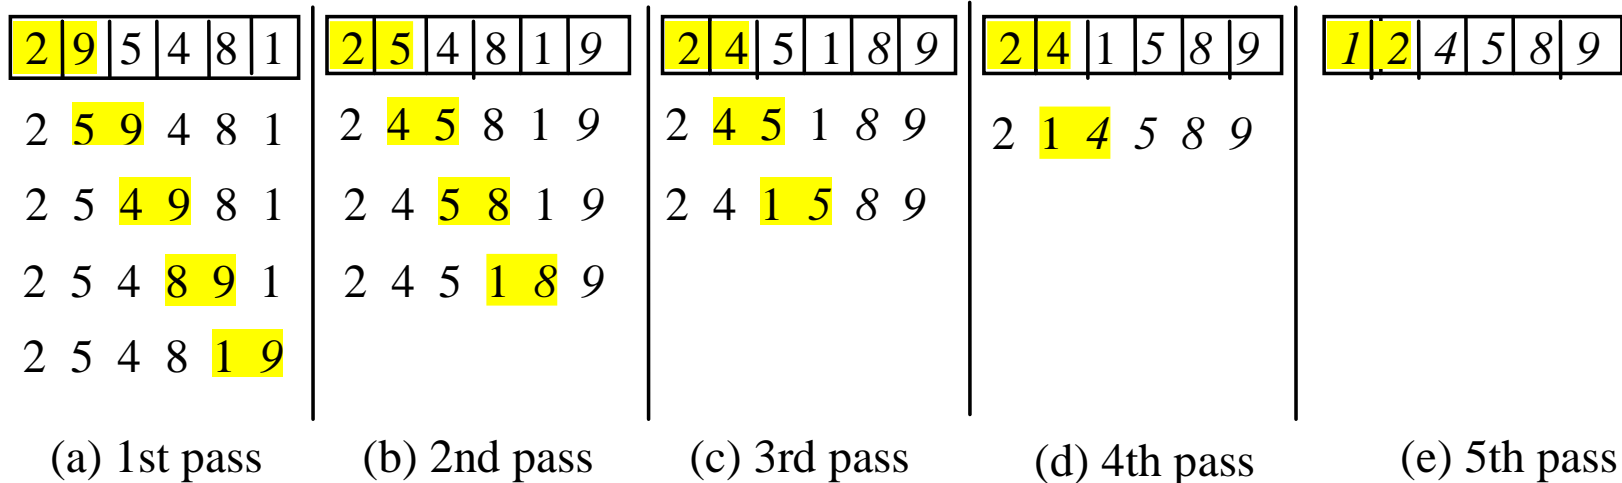 2 9 5 4 8 1
2 5 9 4 8 1
2 5 4 9 8 1
2 5 4 8 9 1
2 5 4 8 1 9
(a) 1st pass
2 5 4 8 1 9
2 4 5 8 1 9
2 4 5 8 1 9
2 4 5 1 8 9
(b) 2nd pass
2 4 5 1 8 9
2 4 5 1 8 9
2 4 1 5 8 9
(c) 3rd pass
2 4 1 5 8 9
2 1 4 5 8 9
(d) 4th pass
1 2 4 5 8 9
(e) 5th pass